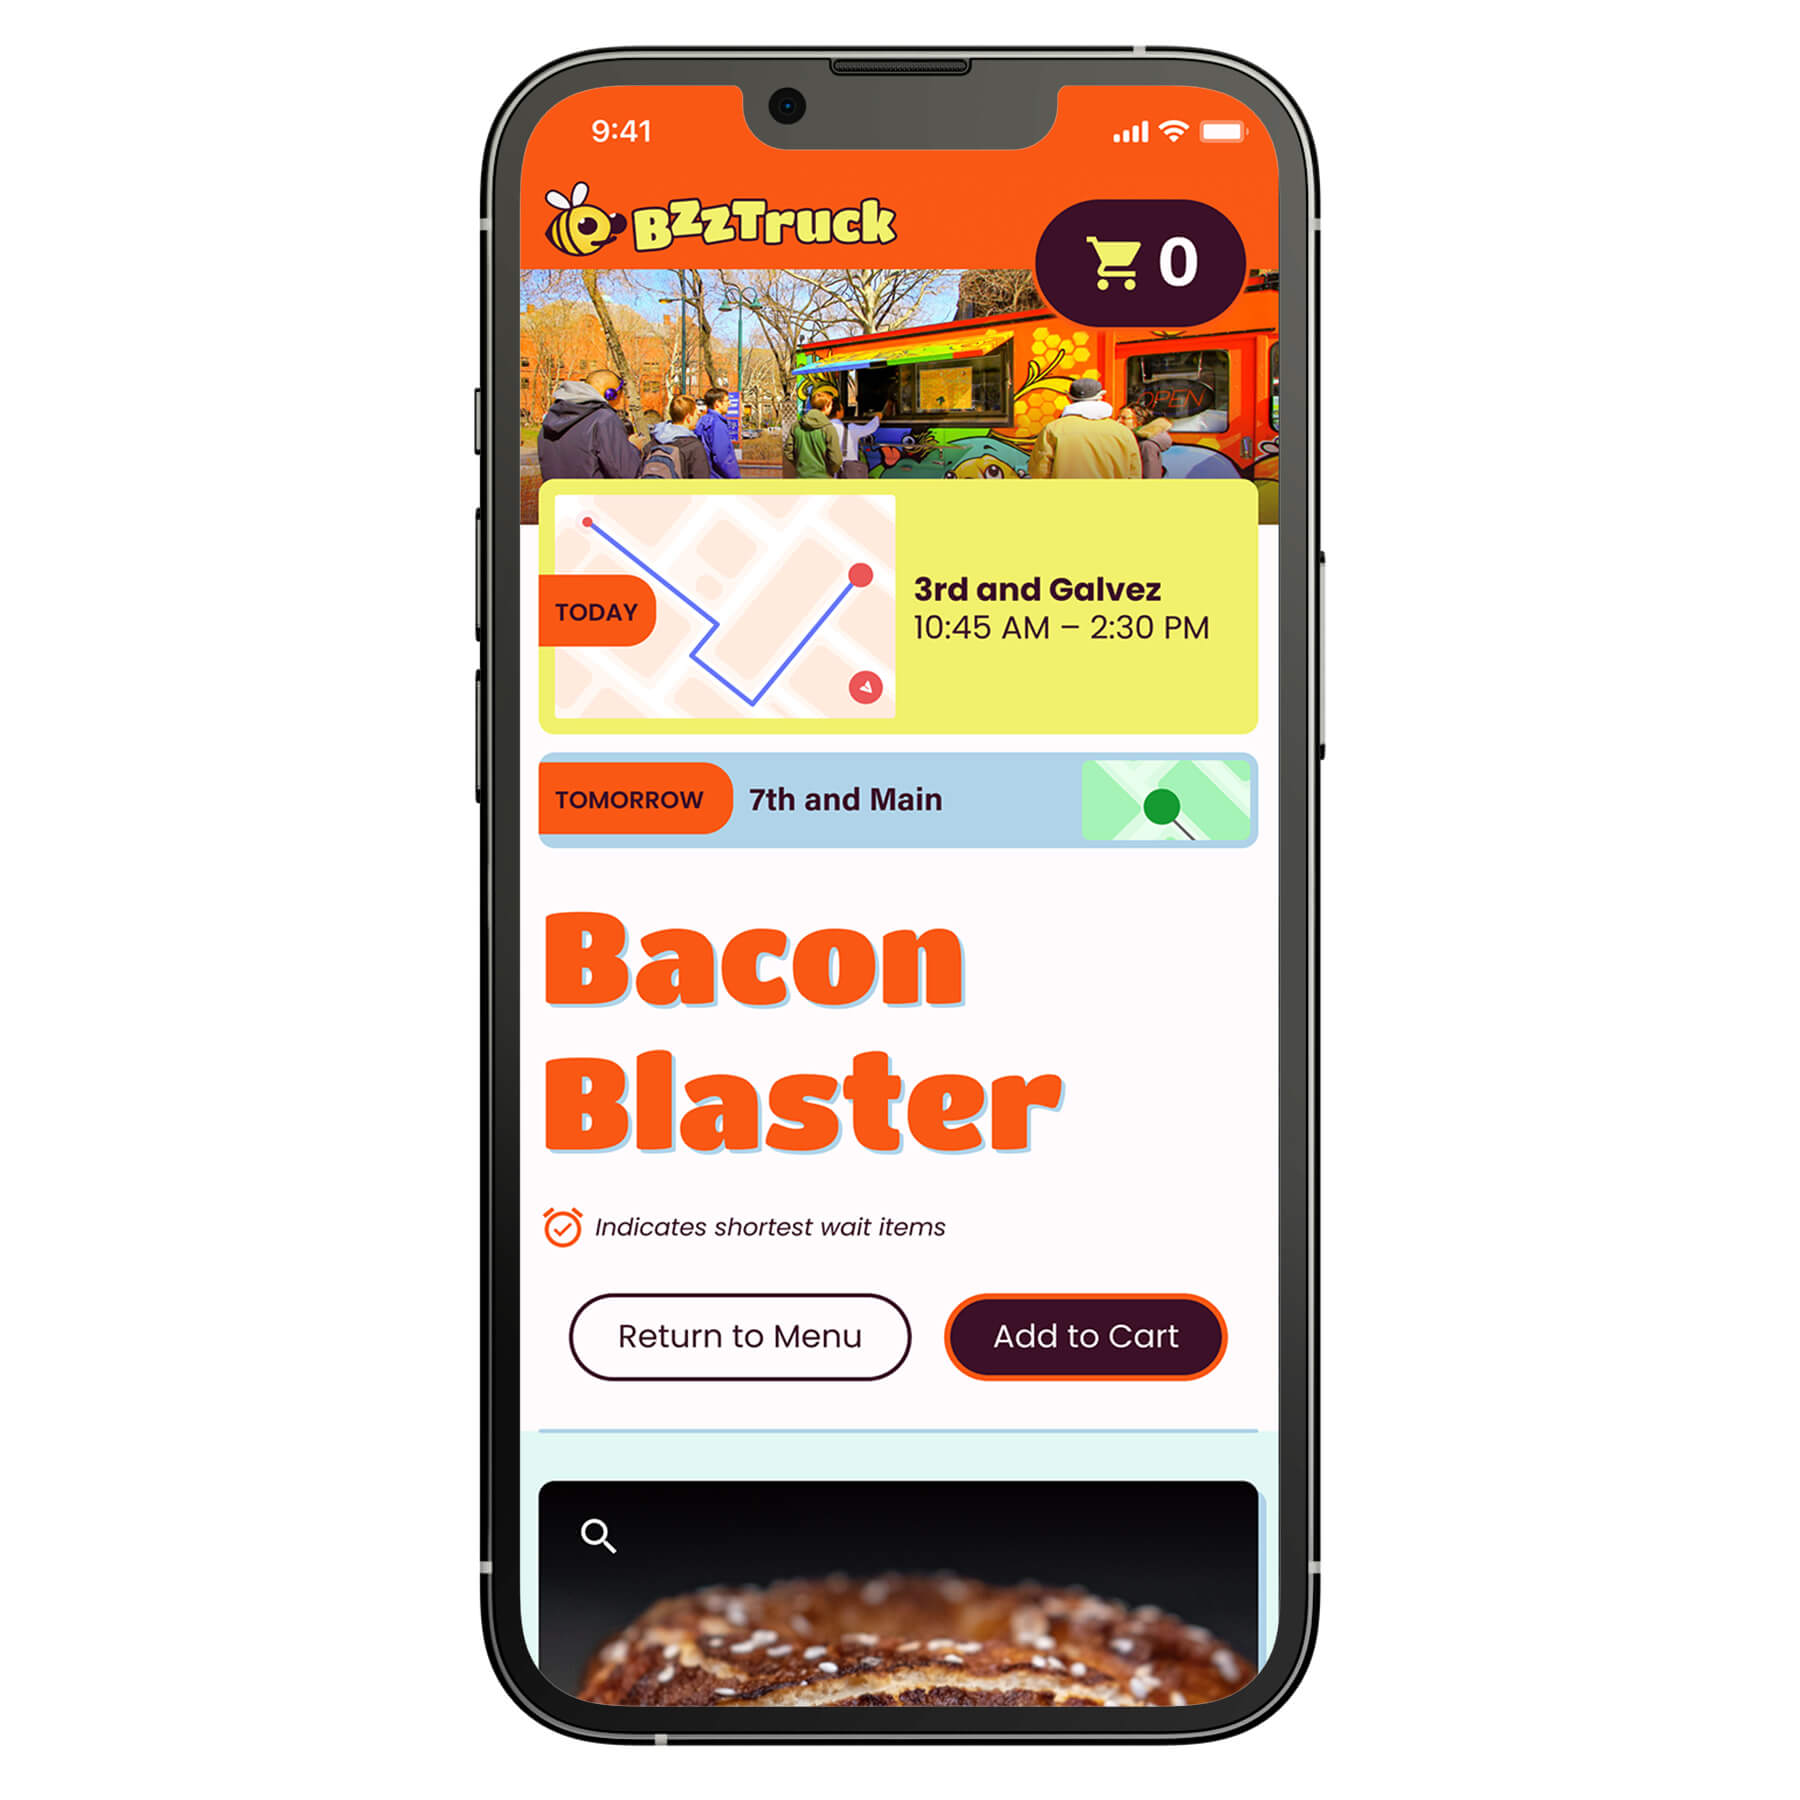 9:41
BzzTruck
0
OPEN
TODAY
3rd and Galvez
10:45 AM – 2:30 PM
TOMORROW
7th and Main
Bacon
Blaster
Indicates shortest wait items
Return to Menu
Add to Cart